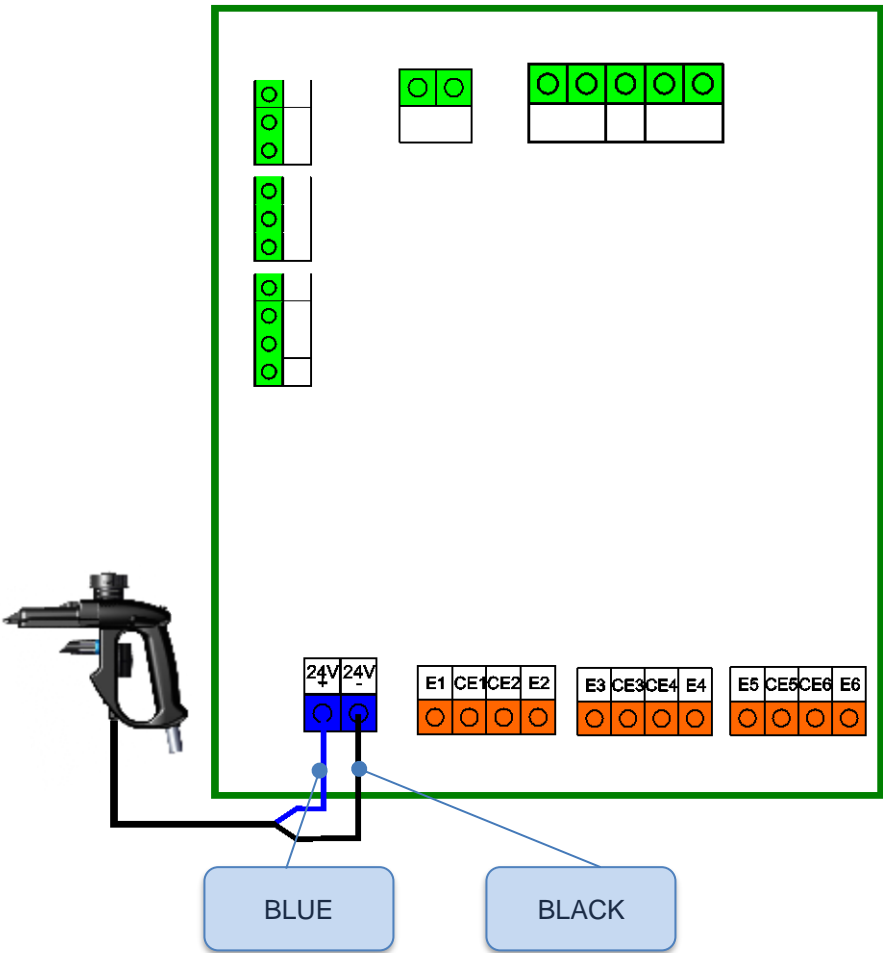 24V + 24V -
E1 CE1 CE2 E2
E3 CE3 CE4 E4
E5 CE5 CE6 E6
BLUE
BLACK